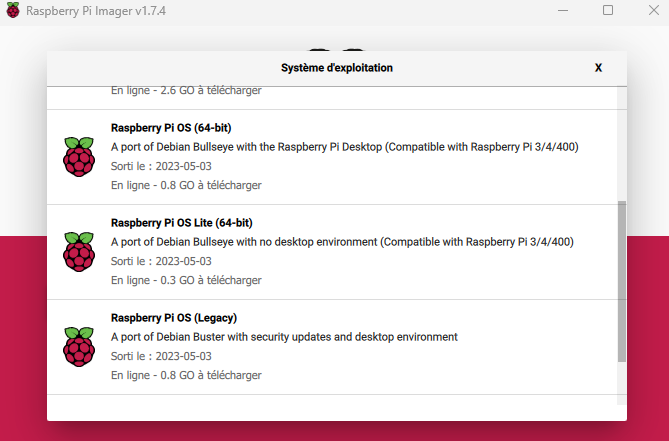 Raspberry Pi Imager v1.7.4
Système d'exploitation
X
En ligne - 2.6 GO à télécharger
Raspberry Pi OS (64-bit)
A port of Debian Bullseye with the Raspberry Pi Desktop (Compatible with Raspberry Pi 3/4/400)
Sorti le : 2023-05-03
En ligne - 0.8 GO à télécharger
Raspberry Pi OS Lite (64-bit)
A port of Debian Bullseye with no desktop environment (Compatible with Raspberry Pi 3/4/400)
Sorti le : 2023-05-03
En ligne - 0.3 GO à télécharger
Raspberry Pi OS (Legacy)
A port of Debian Buster with security updates and desktop environment
Sorti le : 2023-05-03
En ligne - 0.8 GO à télécharger